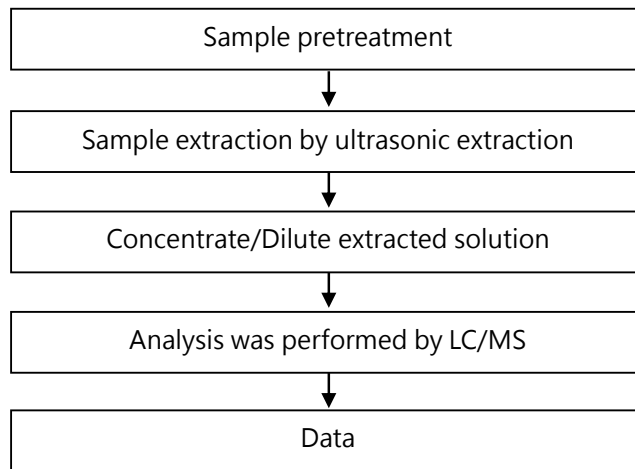 Sample pretreatment
Sample extraction by ultrasonic extraction
Concentrate/Dilute extracted solution
Analysis was performed by LC/MS
Data